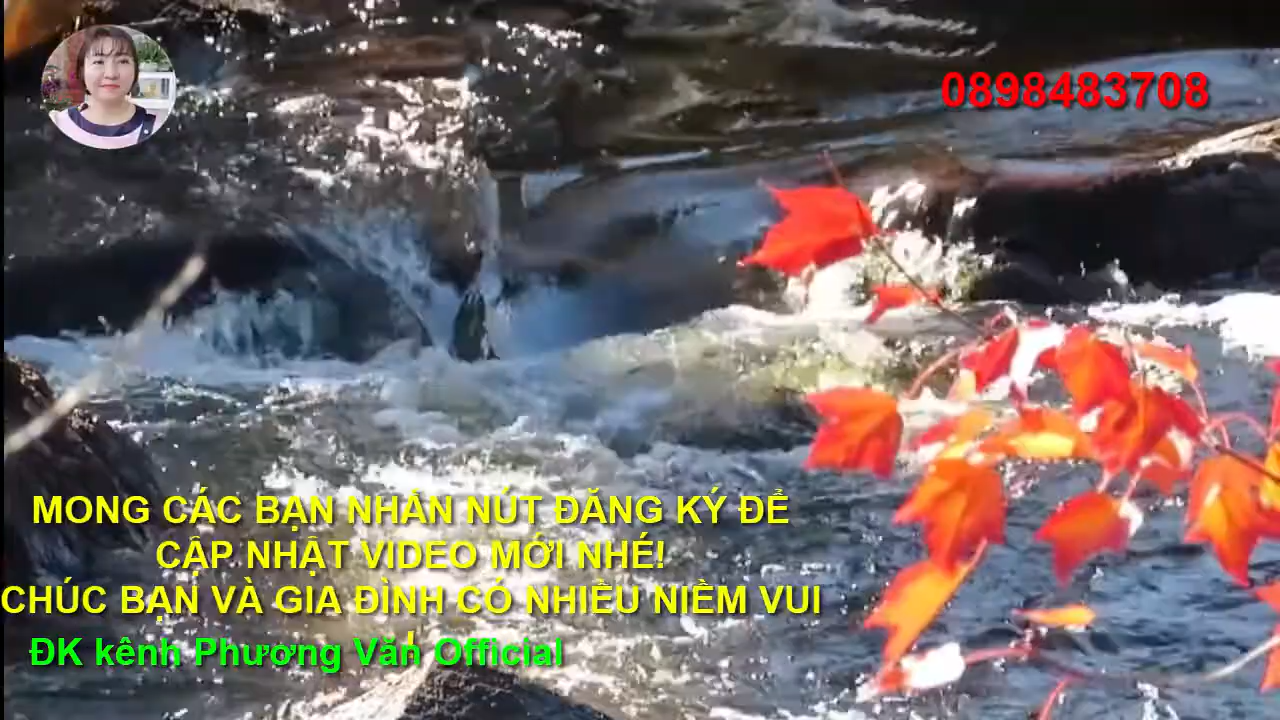 0898483708
MONG CÁC BẠN NHẤN NÚT ĐĂNG KÝ ĐỂ
CẬP NHẬT VIDEO MỚI NHÉ!
CHÚC BẠN VÀ GIA ĐÌNH CÓ NHIỀU NIỀM VUI
!
ĐK kênh Phương Văn Official